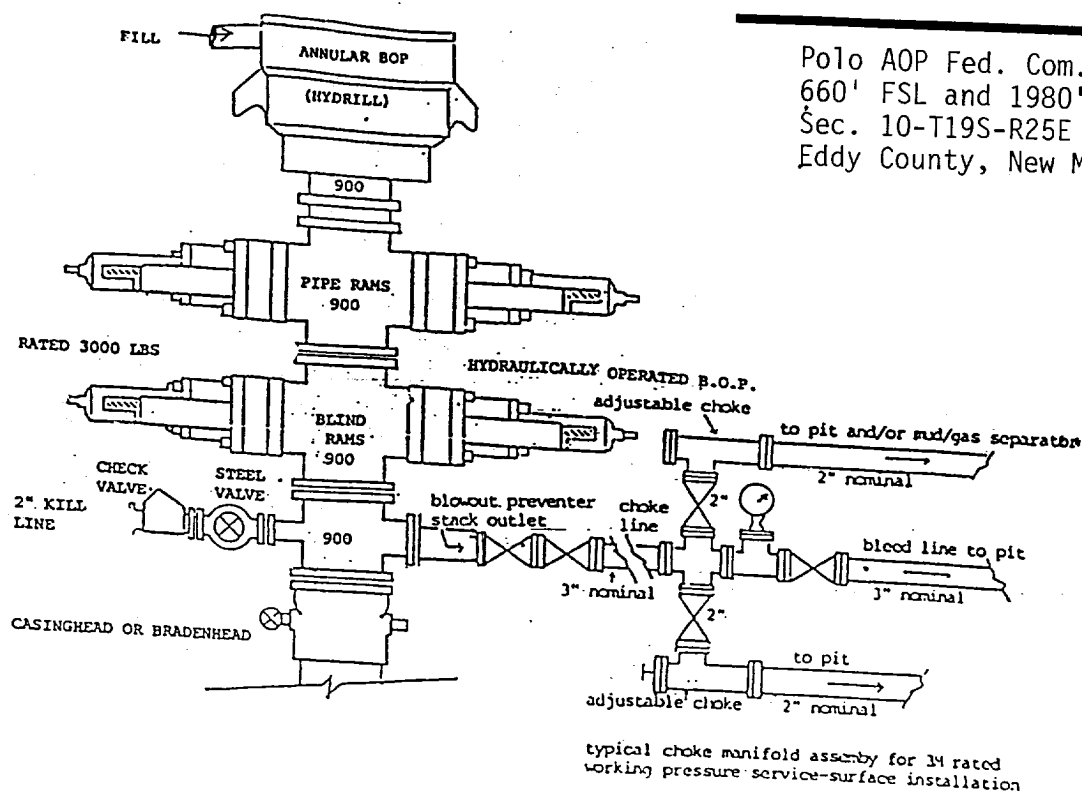 Polo AOP Fed. Com.
660' FSL and 1980'
Sec. 10-T19S-R25E
Eddy County, New M
FILL
ANNULAR BOP
(HYDRILL)
900
PIPE RAMS
900
RATED 3000 LBS
HYDRAULICALLY OPERATED B.O.P.
BLIND
RAMS
900
adjustable choke
to pit and/or mud/gas separator
2" nominal
CHECK
VALVE
STEEL
VALVE
2" KILL
LINE
900
blowout preventer
stack outlet
choke
line
3" nominal
2"
bleed line to pit
3" nominal
2"
CASINGHEAD OR BRADENHEAD
to pit
adjustable choke
2" nominal
typical choke manifold assemby for 3M rated
working pressure service-surface installation